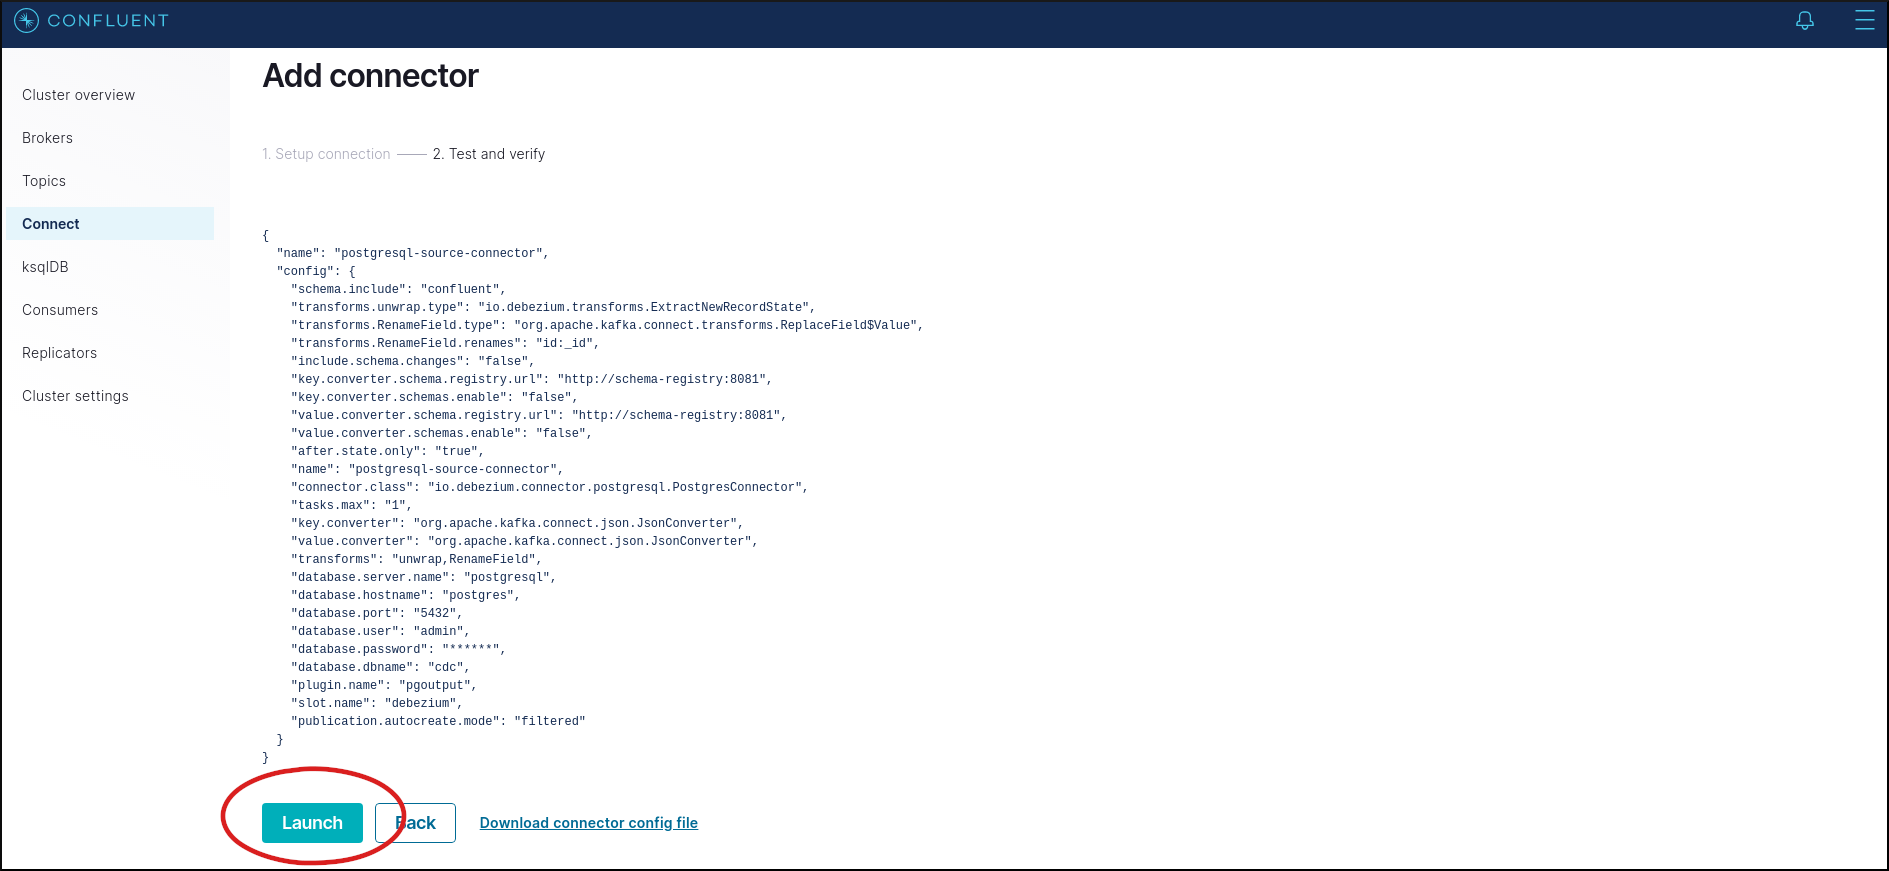 CONFLUENT
Add connector
Cluster overview
Brokers
Topics
Connect
ksqlDB
Consumers
Replicators
Cluster settings
1. Setup connection
2. Test and verify
{
  "name": "postgresql-source-connector",
  "config": {
    "schema.include": "confluent",
    "transforms.unwrap.type": "io.debezium.transforms.ExtractNewRecordState",
    "transforms.RenameField.type": "org.apache.kafka.connect.transforms.ReplaceField$Value",
    "transforms.RenameField.renames": "id:_id",
    "include.schema.changes": "false",
    "key.converter.schema.registry.url": "http://schema-registry:8081",
    "key.converter.schemas.enable": "false",
    "value.converter.schema.registry.url": "http://schema-registry:8081",
    "value.converter.schemas.enable": "false",
    "after.state.only": "true",
    "name": "postgresql-source-connector",
    "connector.class": "io.debezium.connector.postgresql.PostgresConnector",
    "tasks.max": "1",
    "key.converter": "org.apache.kafka.connect.json.JsonConverter",
    "value.converter": "org.apache.kafka.connect.json.JsonConverter",
    "transforms": "unwrap,RenameField",
    "database.server.name": "postgresql",
    "database.hostname": "postgres",
    "database.port": "5432",
    "database.user": "admin",
    "database.password": "******",
    "database.dbname": "cdc",
    "plugin.name": "pgoutput",
    "slot.name": "debezium",
    "publication.autocreate.mode": "filtered"
  }
}
Launch
Back
Download connector config file